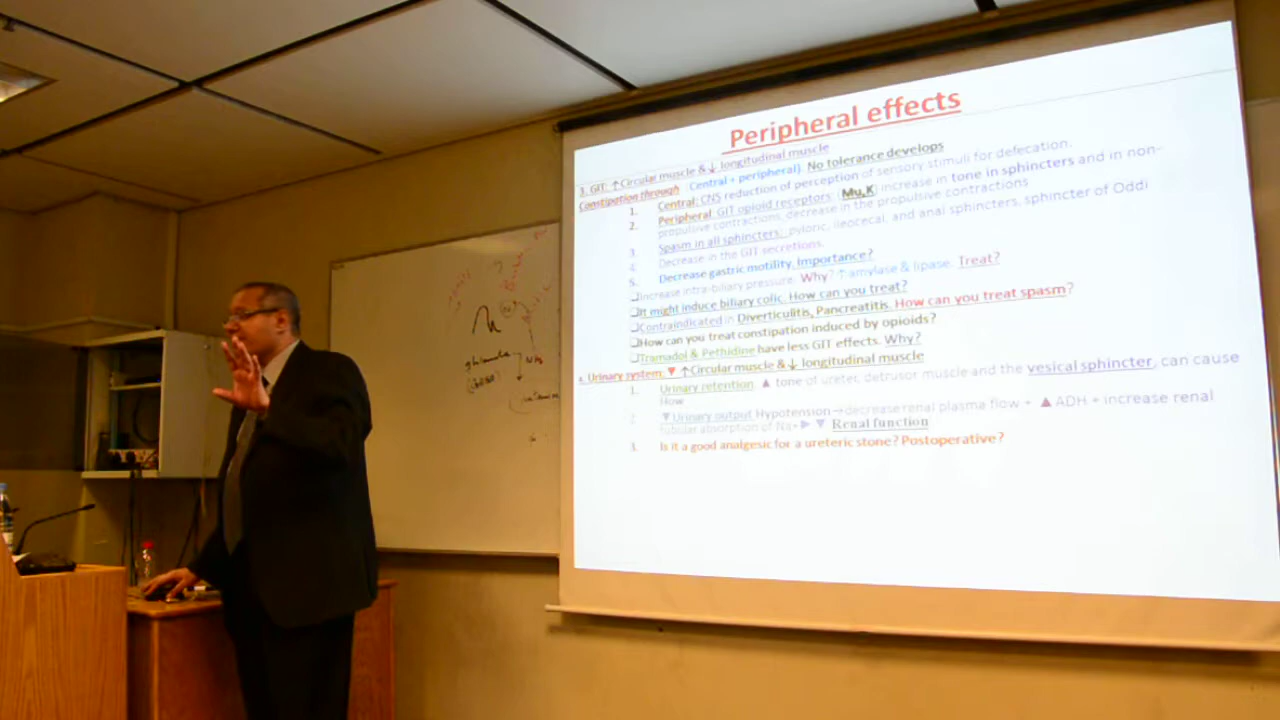 Peripheral effects
3. GIT: ↑Circular muscle & ↓ longitudinal muscle
Constipation through (Central + peripheral) No tolerance develops
1. Central: CNS reduction of perception of sensory stimuli for defecation.
2. Peripheral: GIT opioid receptors: (Mu,K) increase in tone in sphincters and in non-
propulsive contractions, decrease in the propulsive contractions
3. Spasm in all sphincters: pyloric, ileocecal, and anal sphincters, sphincter of Oddi
4. Decrease in the GIT secretions.
5. Decrease gastric motility. Importance?
❑Increase intra-biliary pressure. Why? ↑ amylase & lipase. Treat?
❑It might induce biliary colic. How can you treat?
❑Contraindicated in Diverticulitis, Pancreatitis. How can you treat spasm?
❑How can you treat constipation induced by opioids?
❑Tramadol & Pethidine have less GIT effects. Why?
4. Urinary system: ▼ ↑Circular muscle & ↓ longitudinal muscle
1. Urinary retention ▲ tone of ureter, detrusor muscle and the vesical sphincter, can cause
How
2. ▼Urinary output Hypotension→decrease renal plasma flow + ▲ADH + increase renal
tubular absorption of Na+► ▼ Renal function
3. Is it a good analgesic for a ureteric stone? Postoperative?